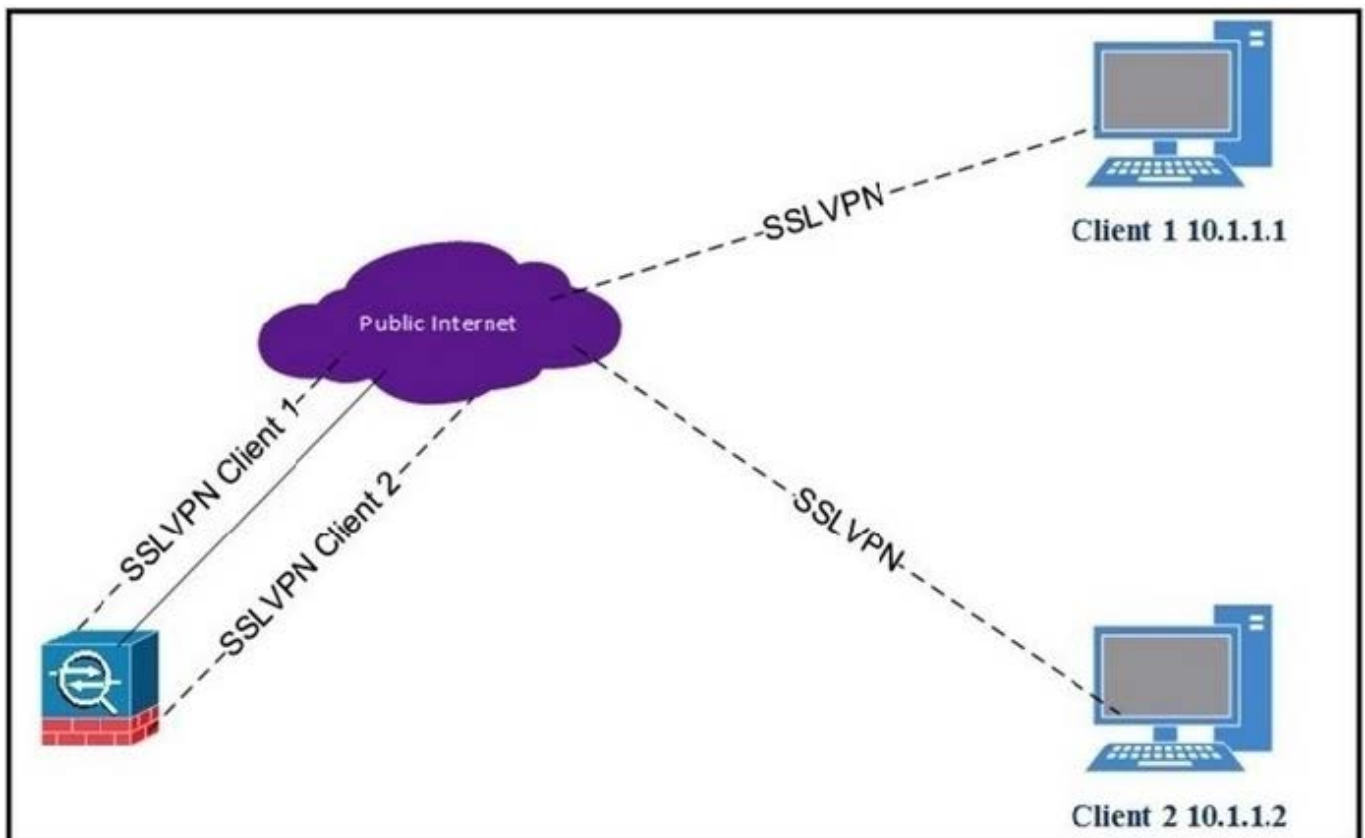 SSLVPN
Client 1 10.1.1.1
Public Internet
SSLVPN Client 1
SSLVPN Client 2
SSLVPN
Client 2 10.1.1.2